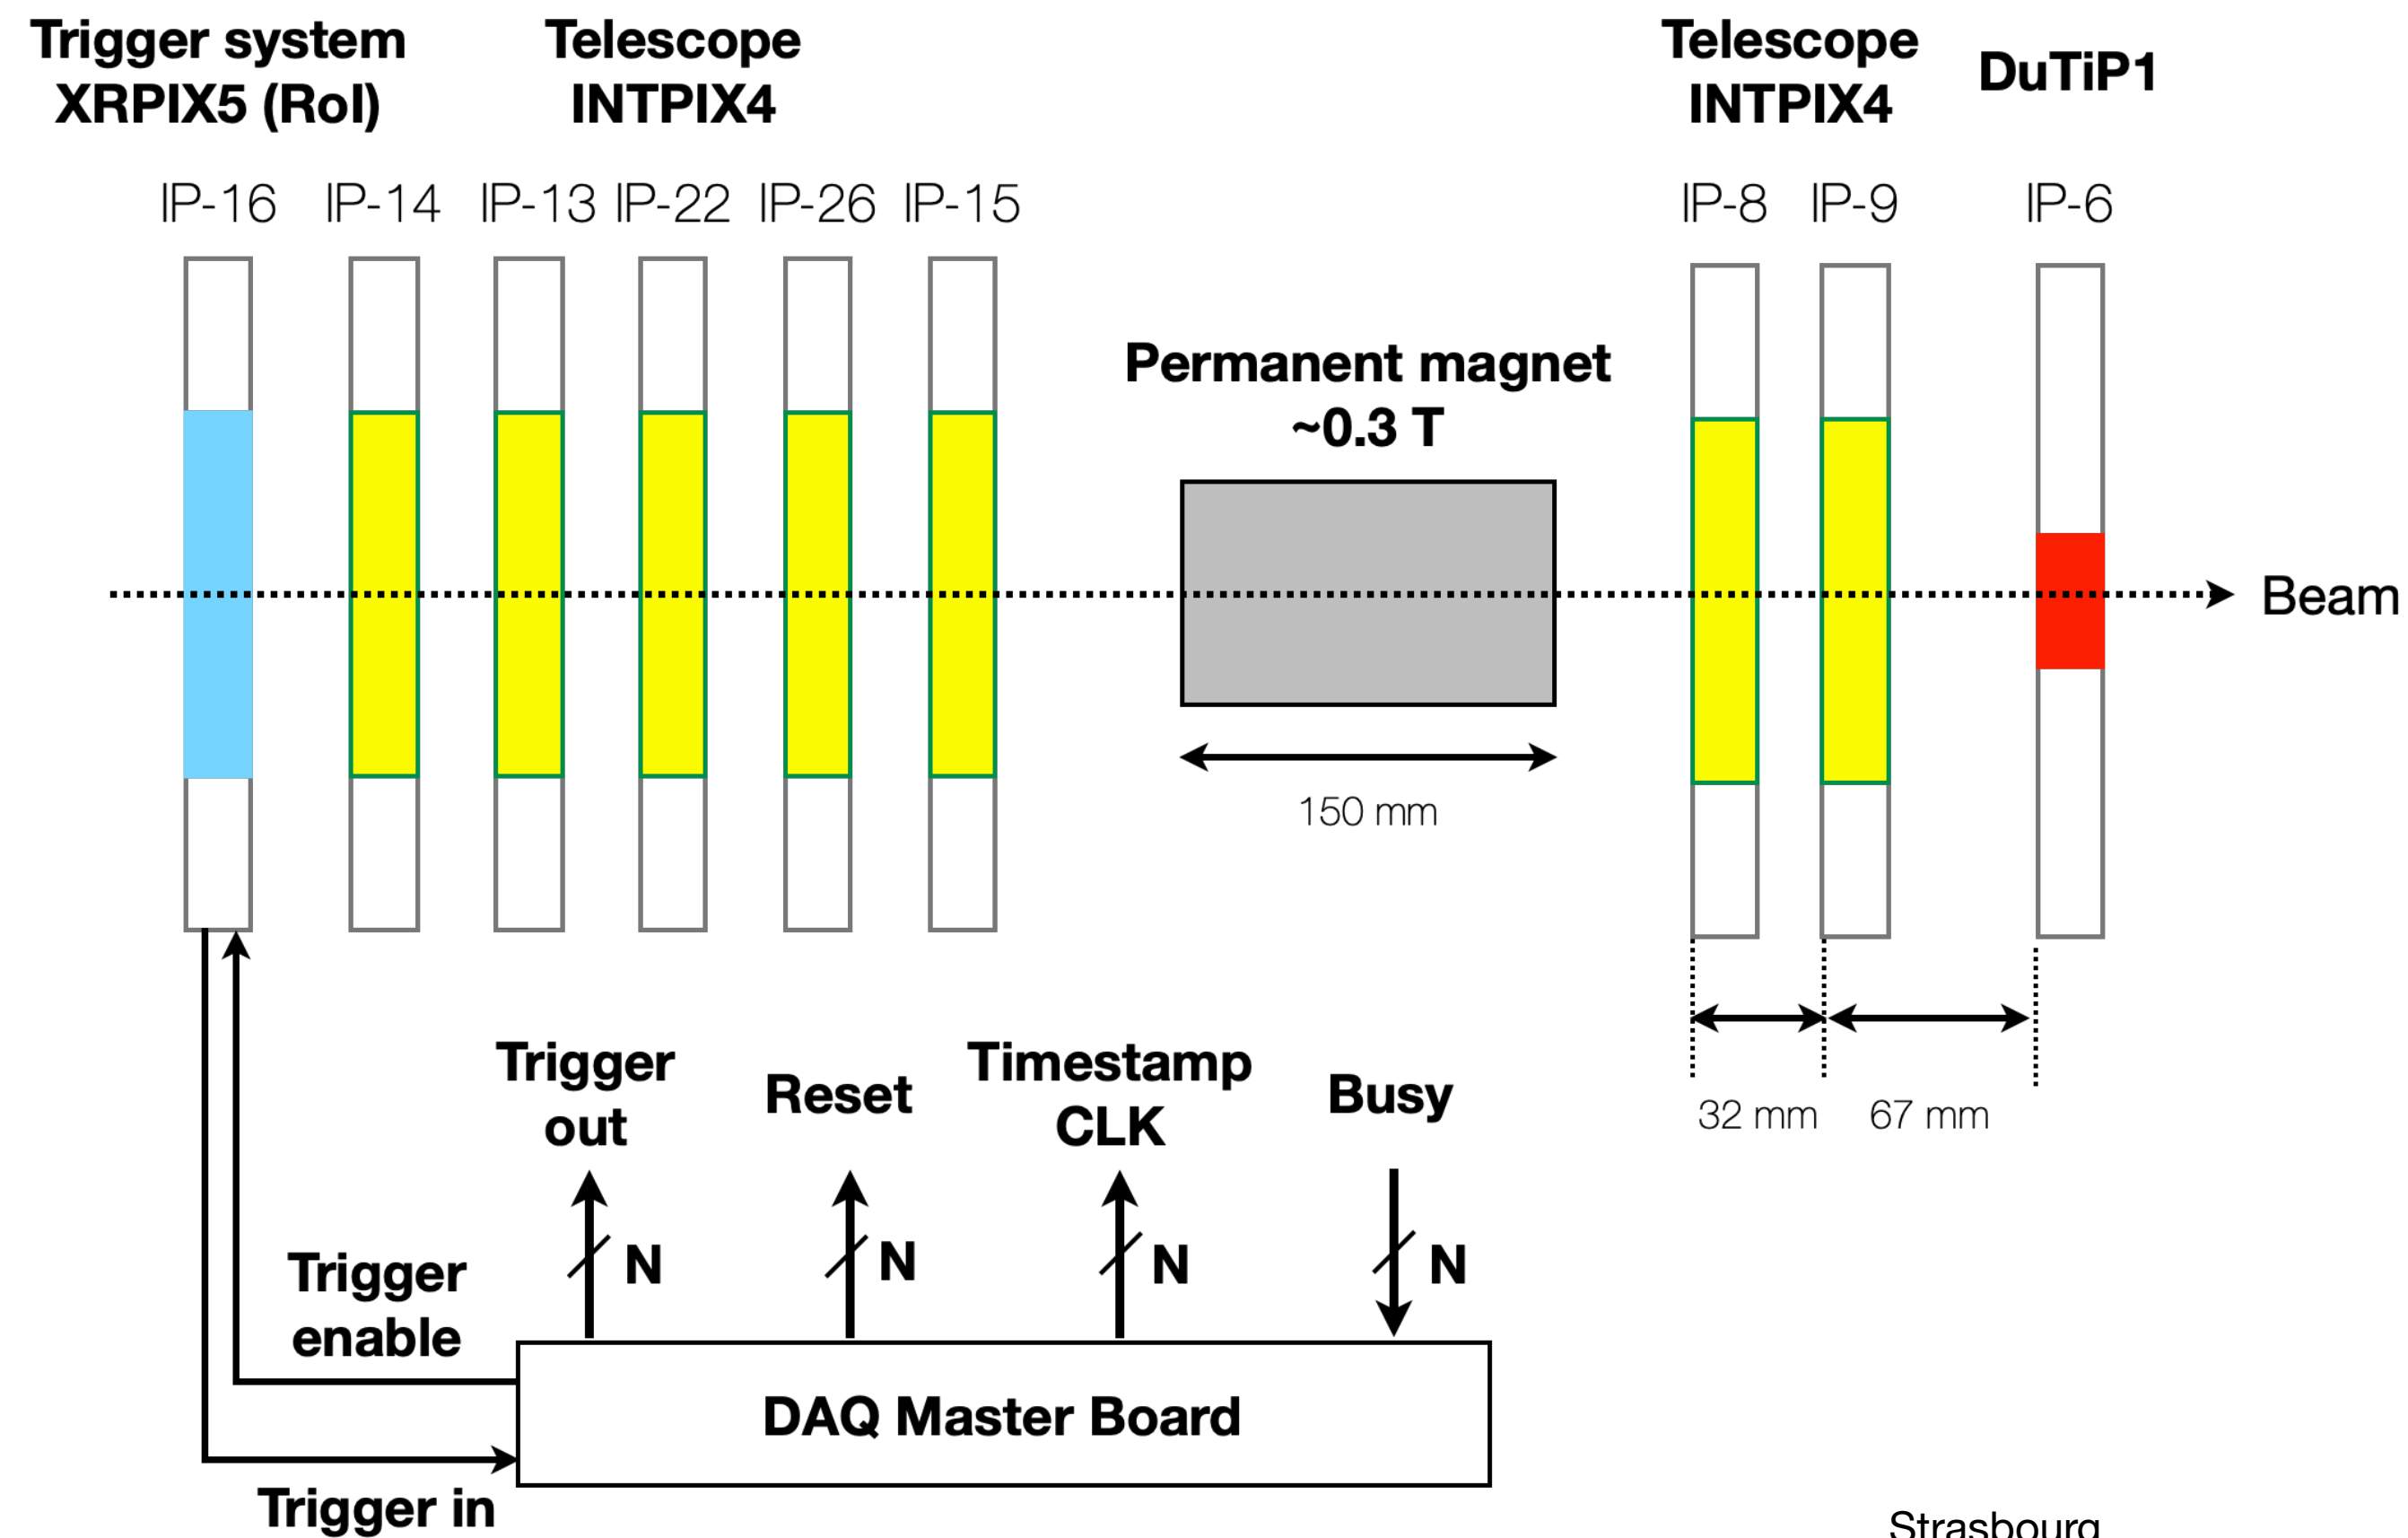 Trigger system
XRPIX5 (RoI)
Telescope
INTPIX4
Telescope
INTPIX4
DuTiP1
IP-16
IP-14
IP-13
IP-22
IP-26
IP-15
IP-8
IP-9
IP-6
Permanent magnet
~0.3 T
Beam
150 mm
32 mm
67 mm
Trigger
out
Reset
Timestamp
CLK
Busy
N
N
N
N
Trigger
enable
DAQ Master Board
Trigger in
Strasbourg